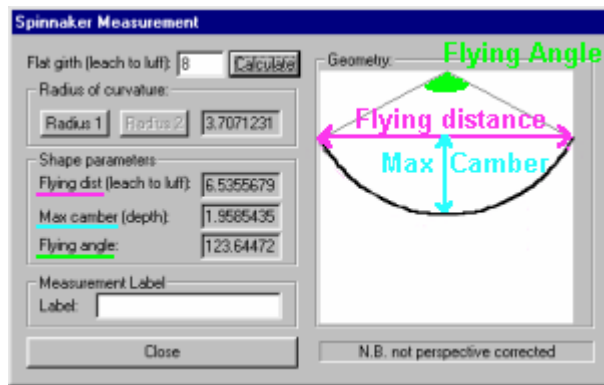 Spinnaker Measurement
Flat girth (leach to luff): 8 Calculate
Radius of curvature:
Radius 1 Radius 2 3.7071231
Shape parameters
Flying dist (leach to luff): 6.5355679
Max camber (depth): 1.9585435
Flying angle: 123.64472
Measurement Label
Label:
Close
Geometry:
Flying Angle
Flying distance
Max Camber
N.B. not perspective corrected